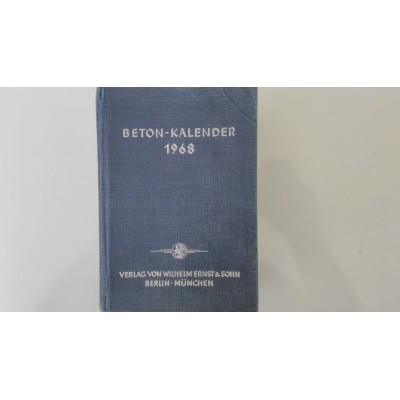 BETON-KALENDER
1968
VERLAG VON WILHELM ERNST & SOHN
BERLIN · MÜNCHEN